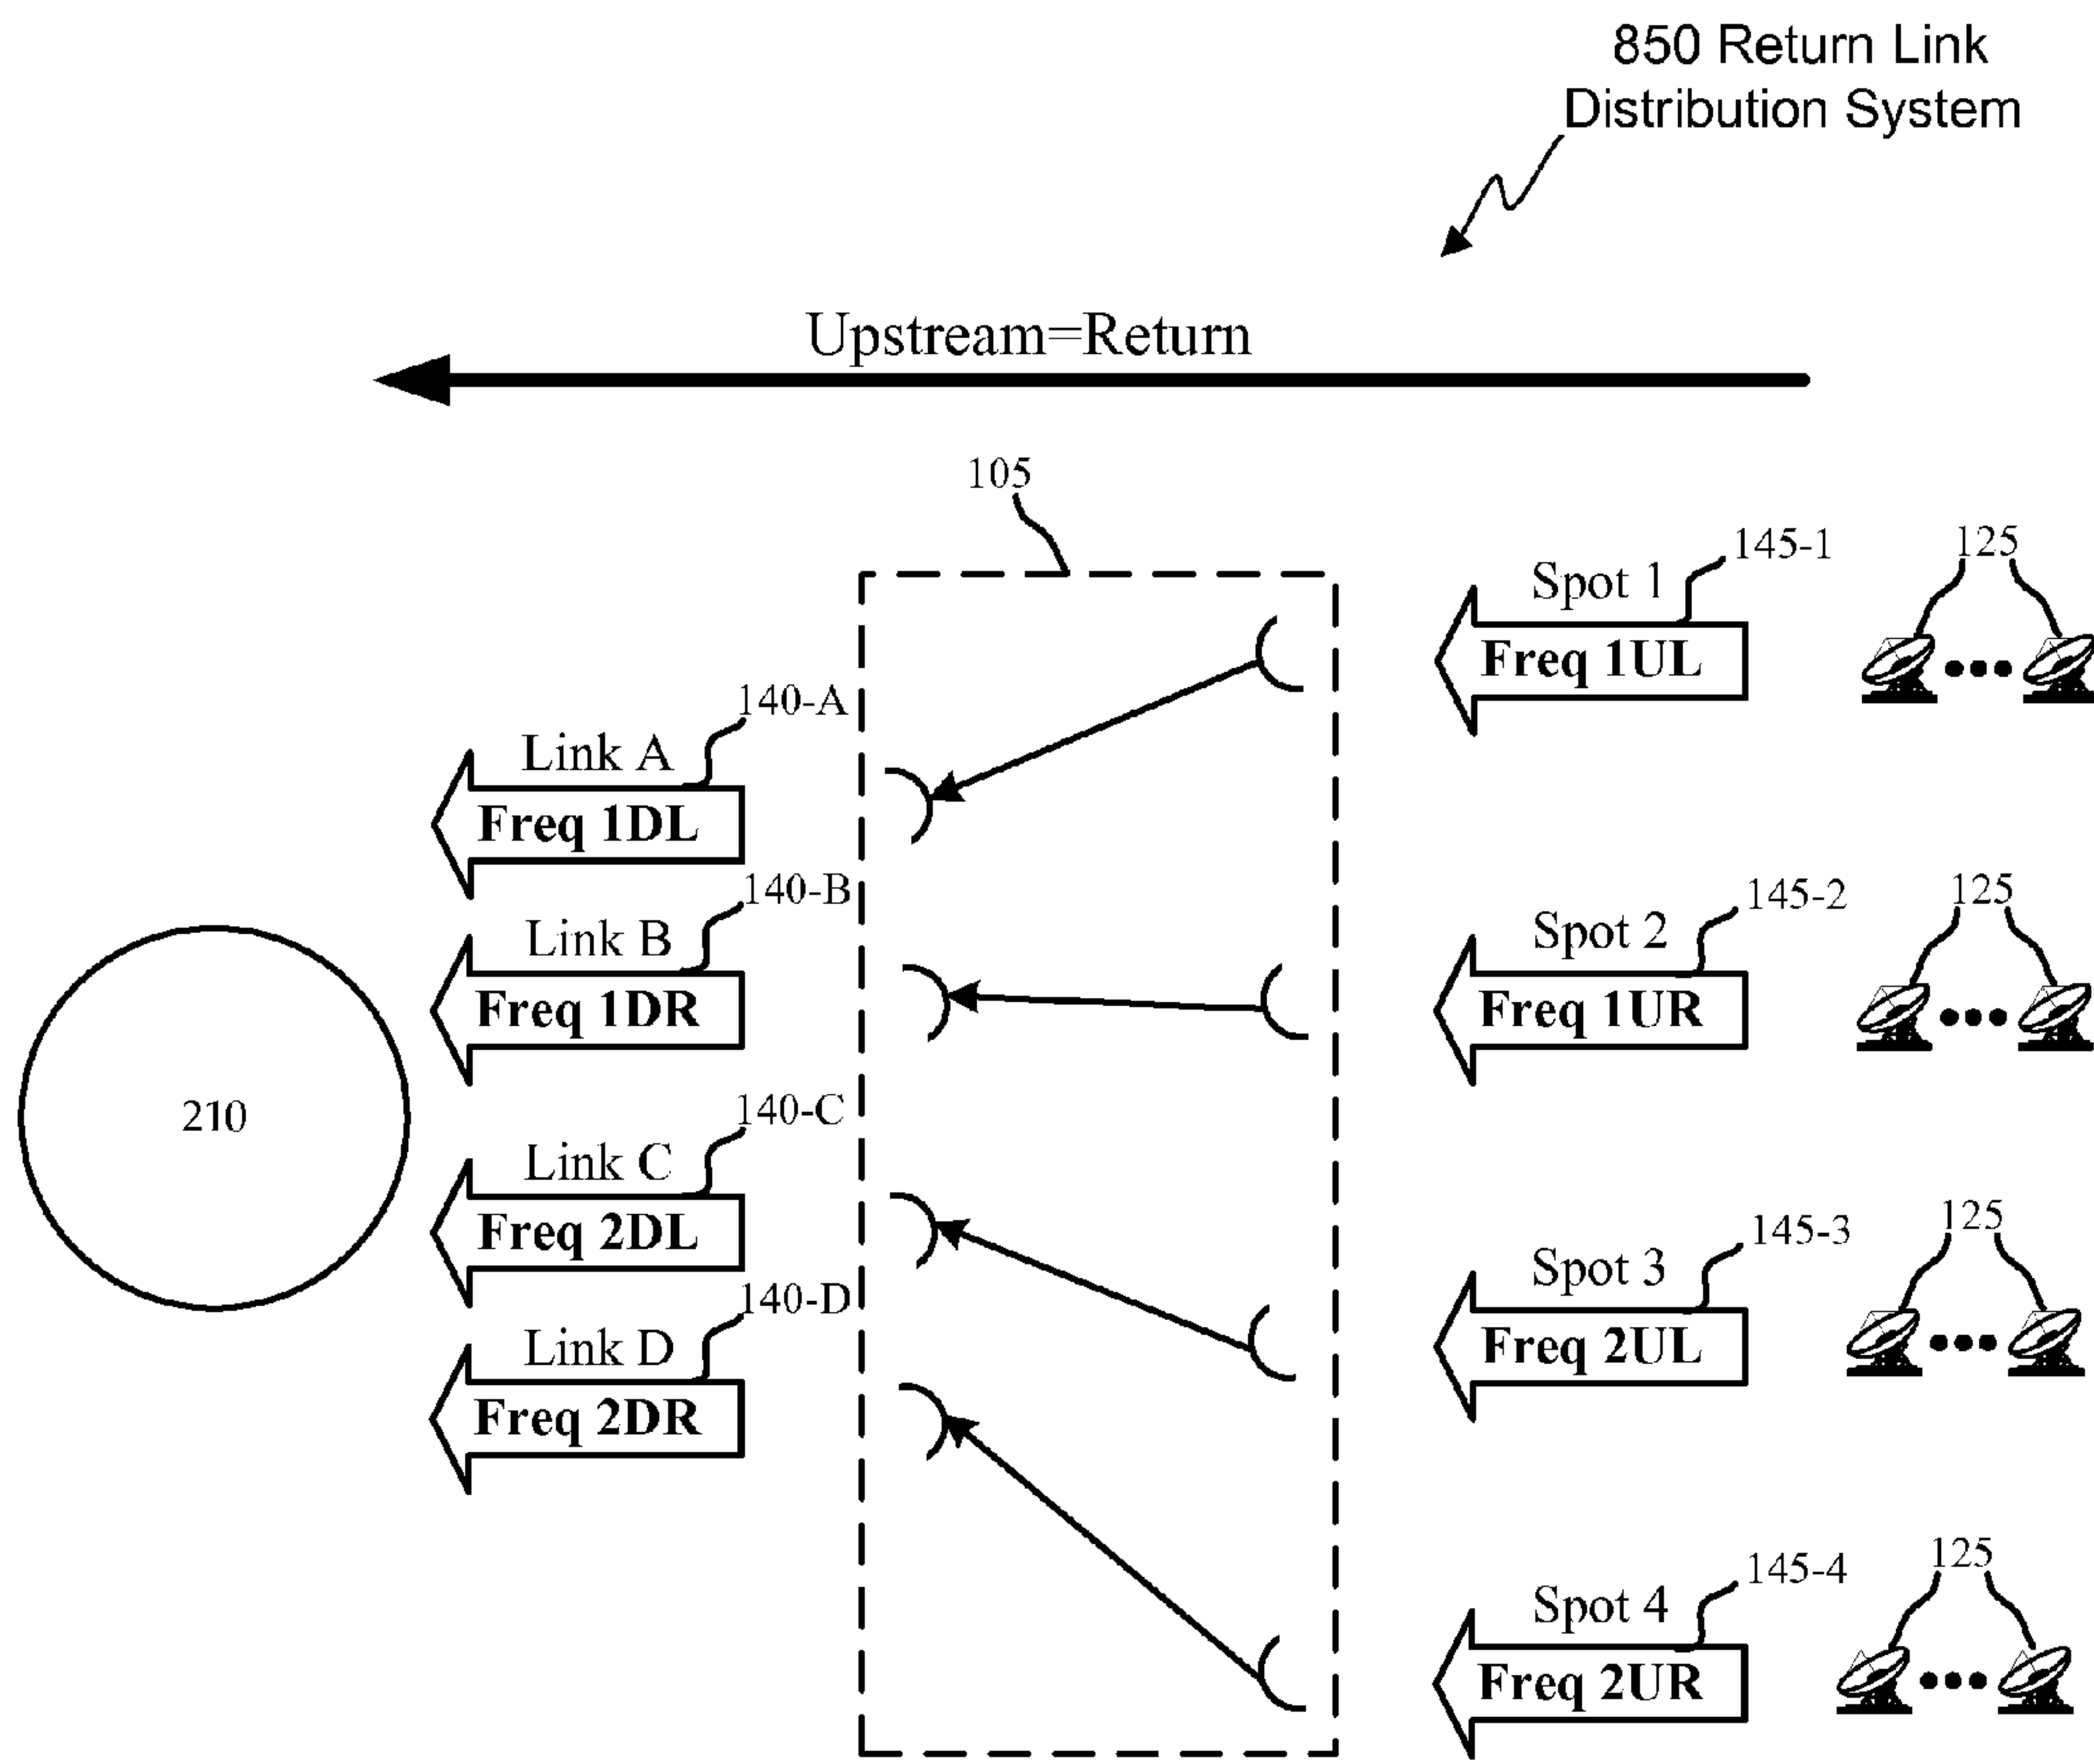 850 Return Link
Distribution System
Upstream=Return
105
145-1
125
Spot 1
Freq 1UL
140-A
Link A
Freq 1DL
140-B
145-2
125
Link B
Spot 2
Freq 1DR
Freq 1UR
210
140-C
Link C
Freq 2DL
145-3
125
Spot 3
140-D
Link D
Freq 2UL
Freq 2DR
145-4
125
Spot 4
Freq 2UR